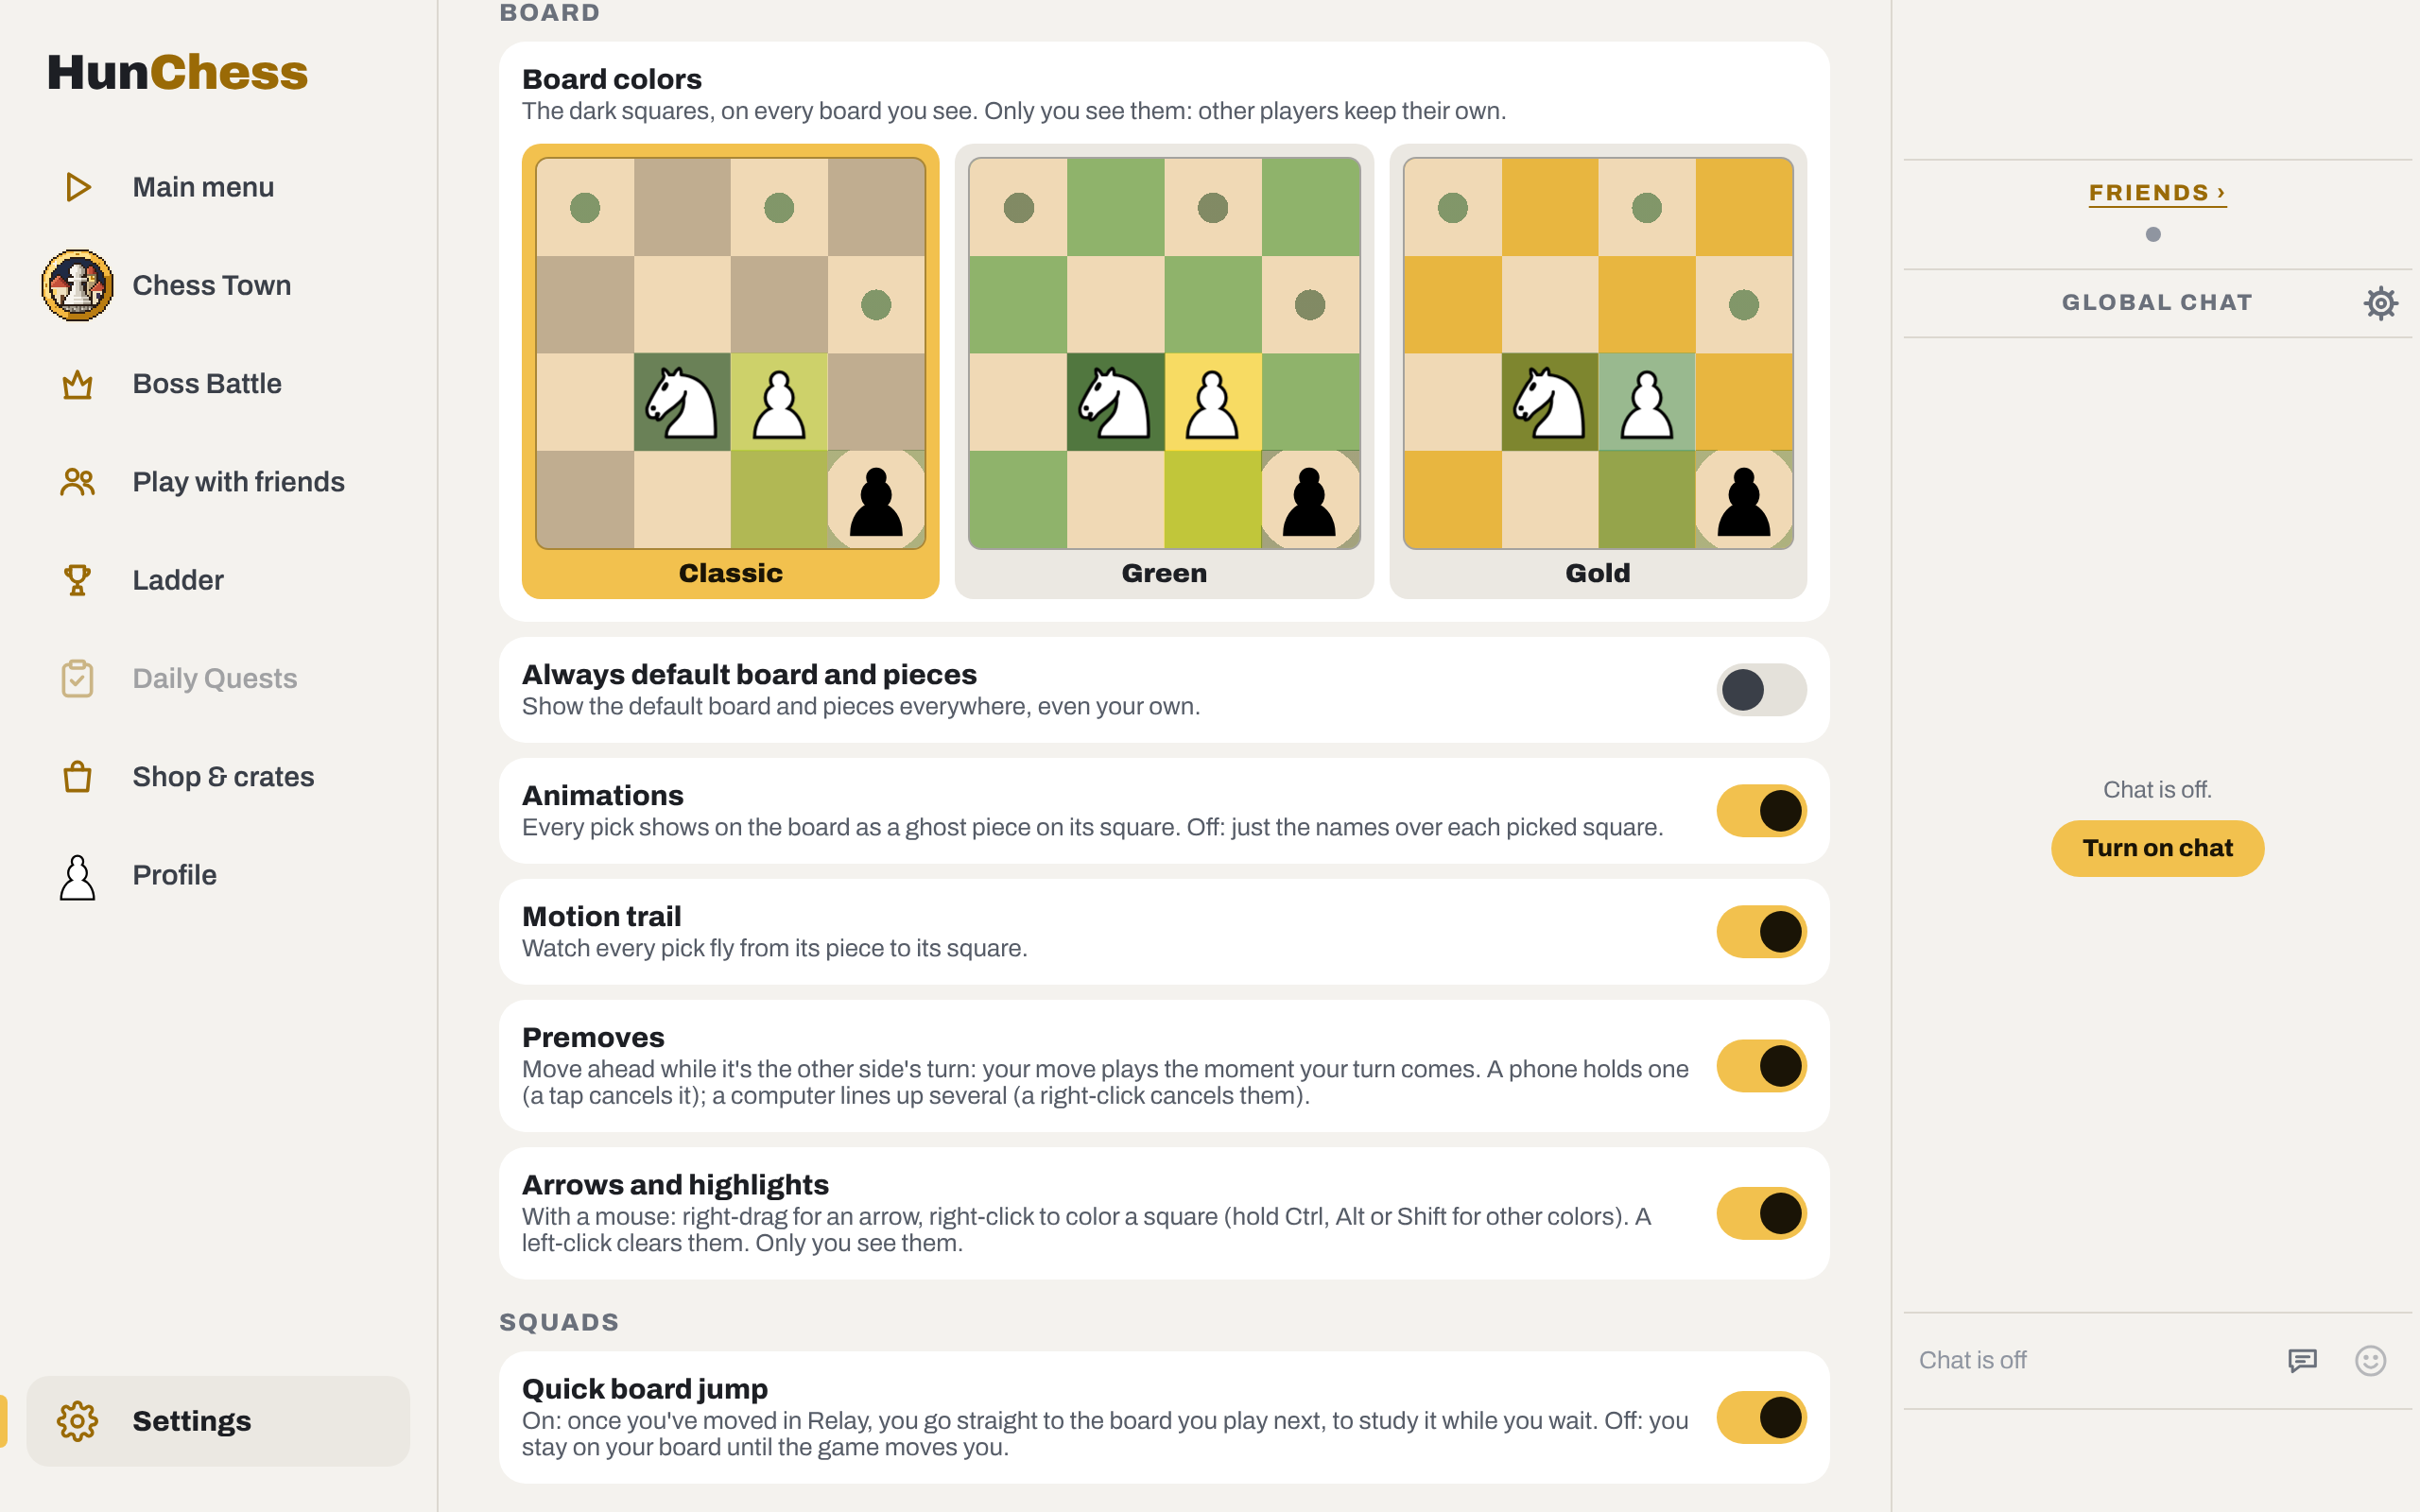 HunChess
Main menu
Chess Town
Boss Battle
Play with friends
Ladder
Daily Quests
Shop & crates
Profile
Settings
BOARD
Board colors
The dark squares, on every board you see. Only you see them: other players keep their own.
Classic
Green
Gold
Always default board and pieces
Show the default board and pieces everywhere, even your own.
Animations
Every pick shows on the board as a ghost piece on its square. Off: just the names over each picked square.
Motion trail
Watch every pick fly from its piece to its square.
Premoves
Move ahead while it's the other side's turn: your move plays the moment your turn comes. A phone holds one
(a tap cancels it); a computer lines up several (a right-click cancels them).
Arrows and highlights
With a mouse: right-drag for an arrow, right-click to color a square (hold Ctrl, Alt or Shift for other colors). A
left-click clears them. Only you see them.
SQUADS
Quick board jump
On: once you've moved in Relay, you go straight to the board you play next, to study it while you wait. Off: you
stay on your board until the game moves you.
FRIENDS ›
GLOBAL CHAT
Chat is off.
Turn on chat
Chat is off